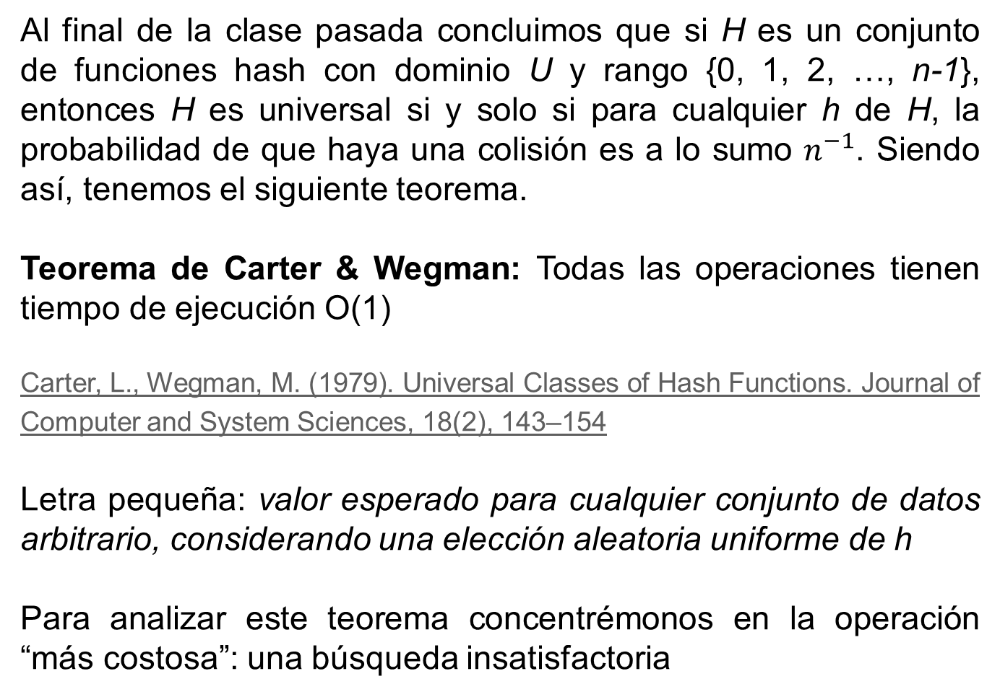 Al final de la clase pasada concluimos que si H es un conjunto
de funciones hash con dominio U y rango {0, 1, 2, …, n-1},
entonces H es universal si y solo si para cualquier h de H, la
probabilidad de que haya una colisión es a lo sumo n⁻¹. Siendo
así, tenemos el siguiente teorema.
Teorema de Carter & Wegman: Todas las operaciones tienen
tiempo de ejecución O(1)
Carter, L., Wegman, M. (1979). Universal Classes of Hash Functions. Journal of
Computer and System Sciences, 18(2), 143–154
Letra pequeña: valor esperado para cualquier conjunto de datos
arbitrario, considerando una elección aleatoria uniforme de h
Para analizar este teorema concentrémonos en la operación
“más costosa”: una búsqueda insatisfactoria